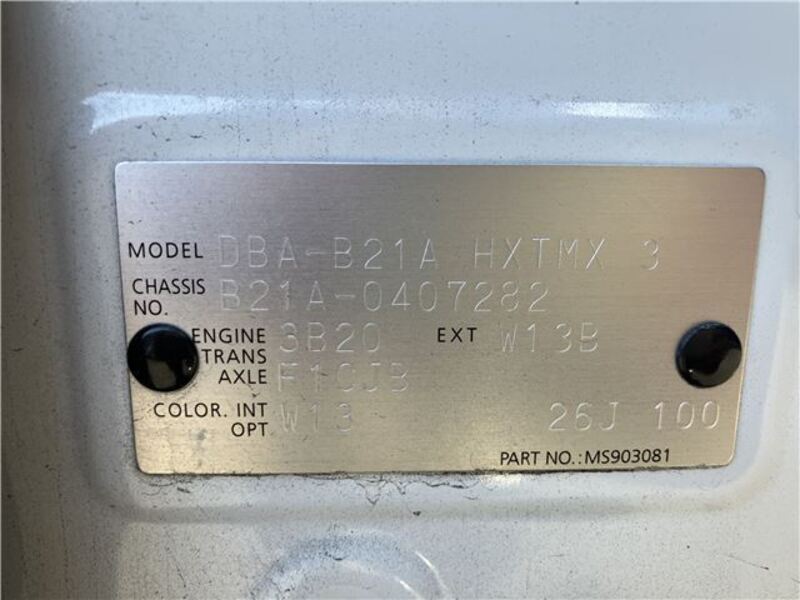 MODEL DBA-B21A HXTMX 3
CHASSIS NO. B21A-0407282
ENGINE 3B20 EXT W13B
TRANS AXLE F1CJB
COLOR. INT OPT W13 26J 100
PART NO.: MS903081